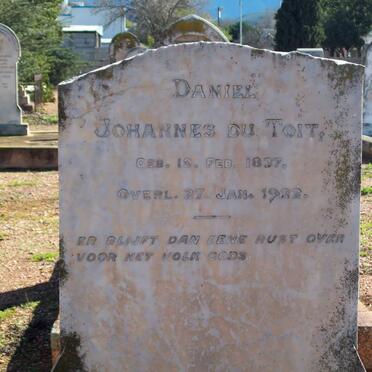 DANIEL
JOHANNES DU TOIT,
GEB. 12. FEB. 1837.
OVERL. 27. JAN. 1922.
ER BLIJFT DAN EENE RUST OVER
VOOR HET VOLK GODS